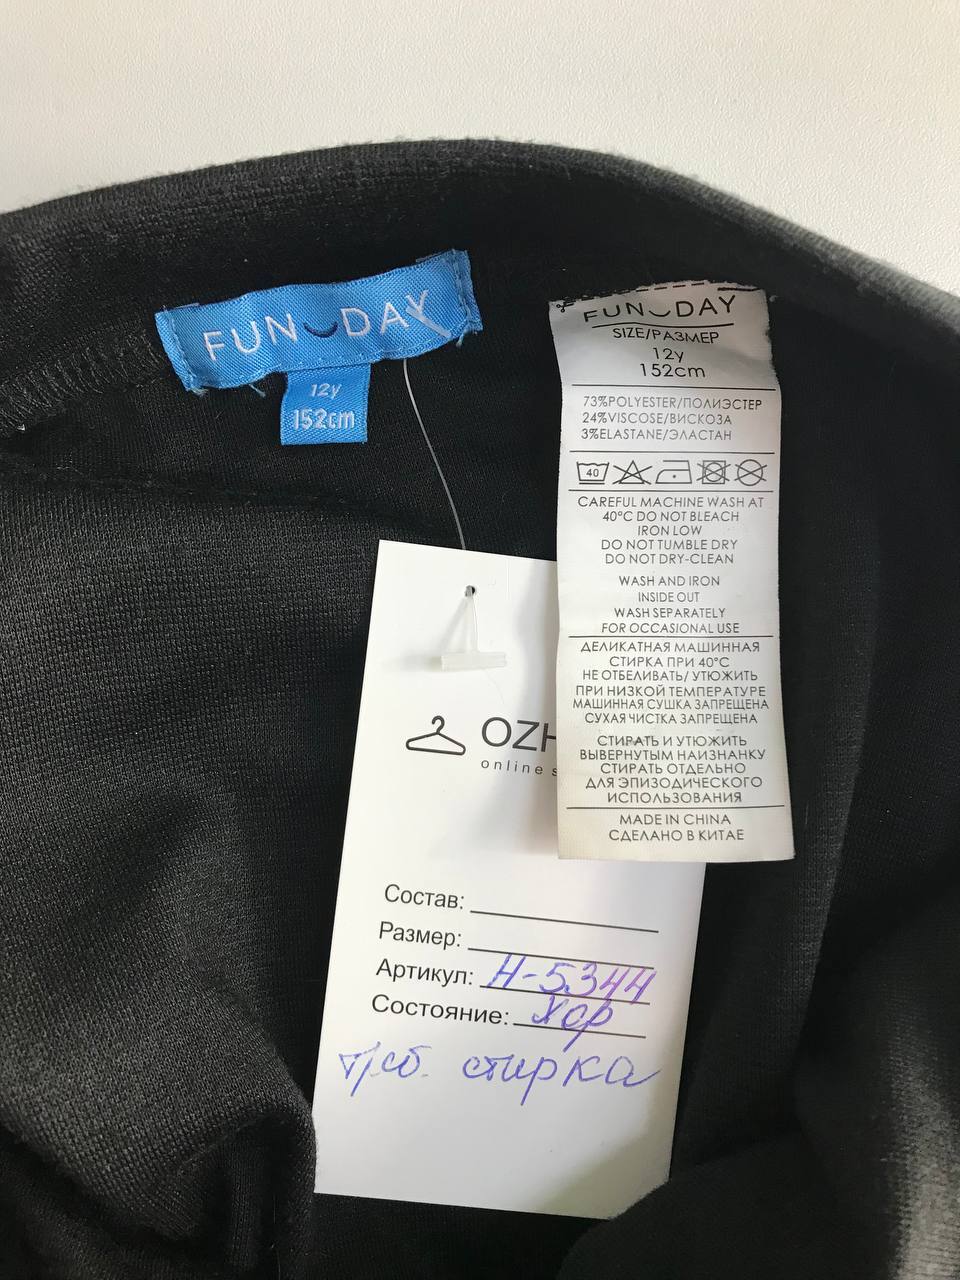 FUN DAY
12y
152cm
FUN DAY
SIZE/РАЗМЕР
12y
152cm
73%POLYESTER/ПОЛИЭСТЕР
24%VISCOSE/ВИСКОЗА
3%ELASTANE/ЭЛАСТАН
40
CAREFUL MACHINE WASH AT
40°C DO NOT BLEACH
IRON LOW
DO NOT TUMBLE DRY
DO NOT DRY-CLEAN
WASH AND IRON
INSIDE OUT
WASH SEPARATELY
FOR OCCASIONAL USE
ДЕЛИКАТНАЯ МАШИННАЯ
СТИРКА ПРИ 40°C
НЕ ОТБЕЛИВАТЬ/ УТЮЖИТЬ
ПРИ НИЗКОЙ ТЕМПЕРАТУРЕ
МАШИННАЯ СУШКА ЗАПРЕЩЕНА
СУХАЯ ЧИСТКА ЗАПРЕЩЕНА
СТИРАТЬ И УТЮЖИТЬ
ВЫВЕРНУТЫМ НАИЗНАНКУ
СТИРАТЬ ОТДЕЛЬНО
ДЛЯ ЭПИЗОДИЧЕСКОГО
ИСПОЛЬЗОВАНИЯ
MADE IN CHINA
СДЕЛАНО В КИТАЕ
OZH
online s
Состав:
Размер:
Артикул: Н-5344
Состояние: хор
треб. стирка